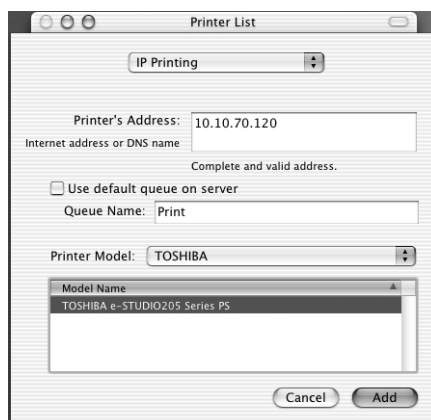 Printer List
IP Printing
Printer's Address: 10.10.70.120
Internet address or DNS name
Complete and valid address.
Use default queue on server
Queue Name: Print
Printer Model: TOSHIBA
Model Name
TOSHIBA e-STUDIO205 Series PS
Cancel Add